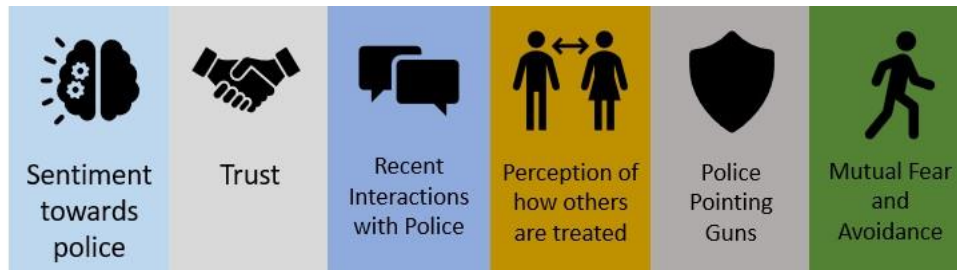 Sentiment
towards
police
Trust
Recent
Interactions
with Police
Perception of
how others
are treated
Police
Pointing
Guns
Mutual Fear
and
Avoidance